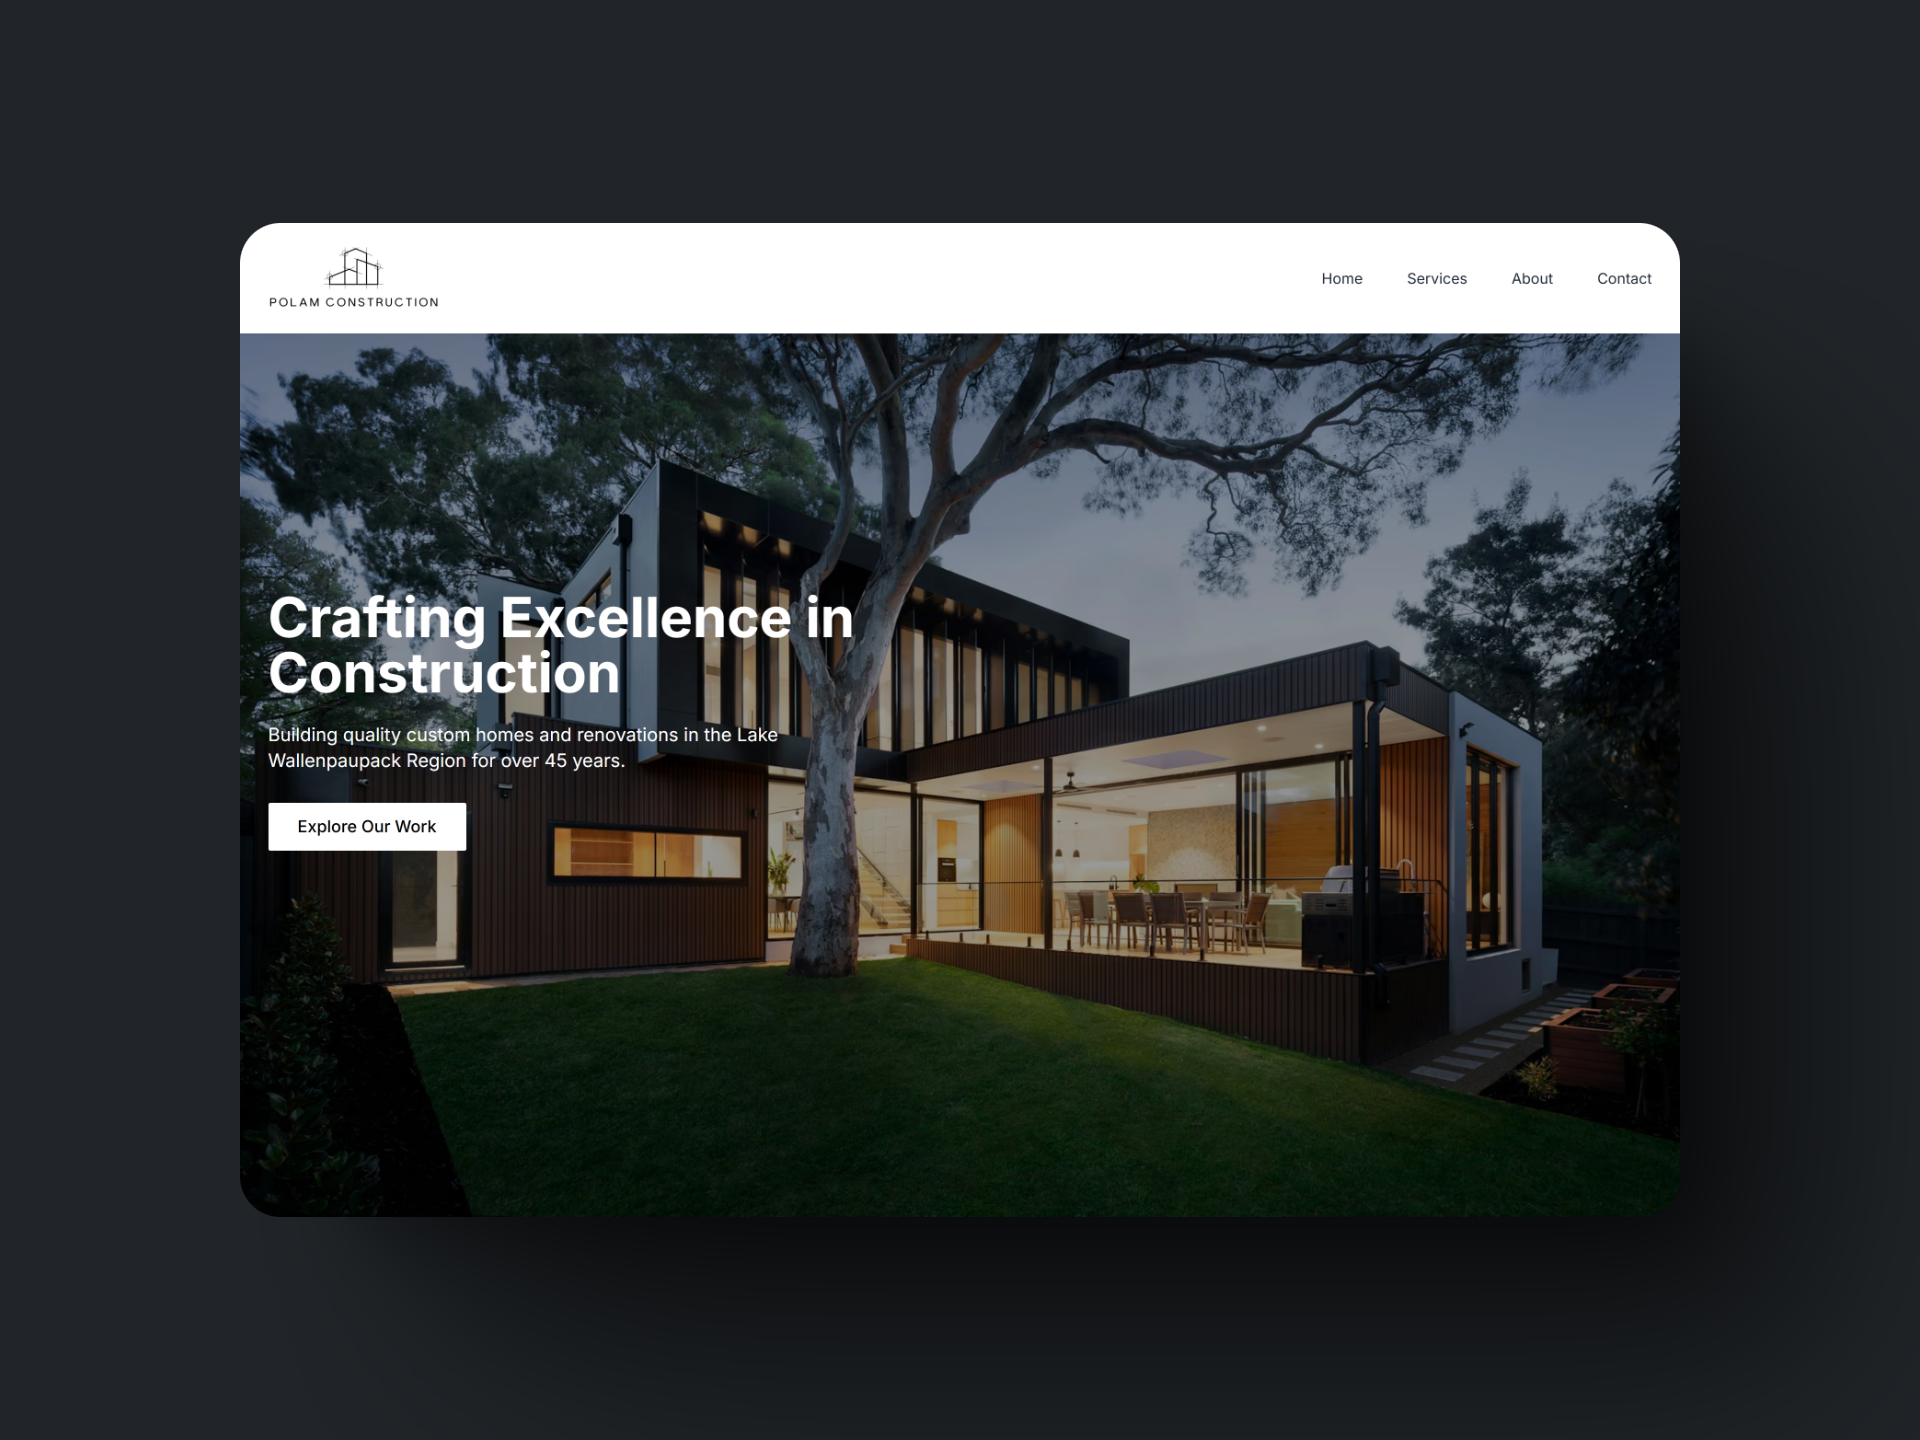 POLAM CONSTRUCTION
Home Services About Contact
Crafting Excellence in
Construction
Building quality custom homes and renovations in the Lake
Wallenpaupack Region for over 45 years.
Explore Our Work